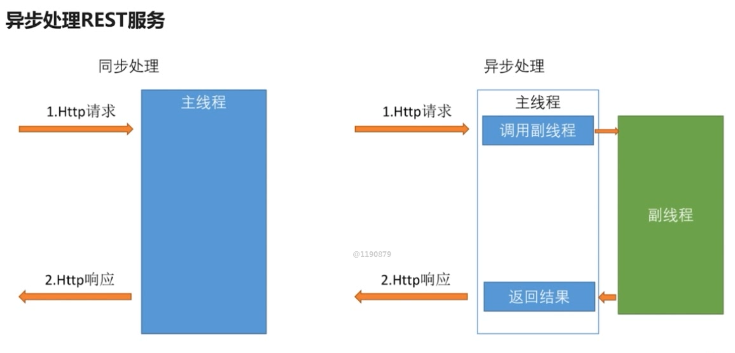 异步处理REST服务
同步处理
主线程
1.Http请求
2.Http响应
异步处理
主线程
1.Http请求
调用副线程
副线程
@1190879
2.Http响应
返回结果